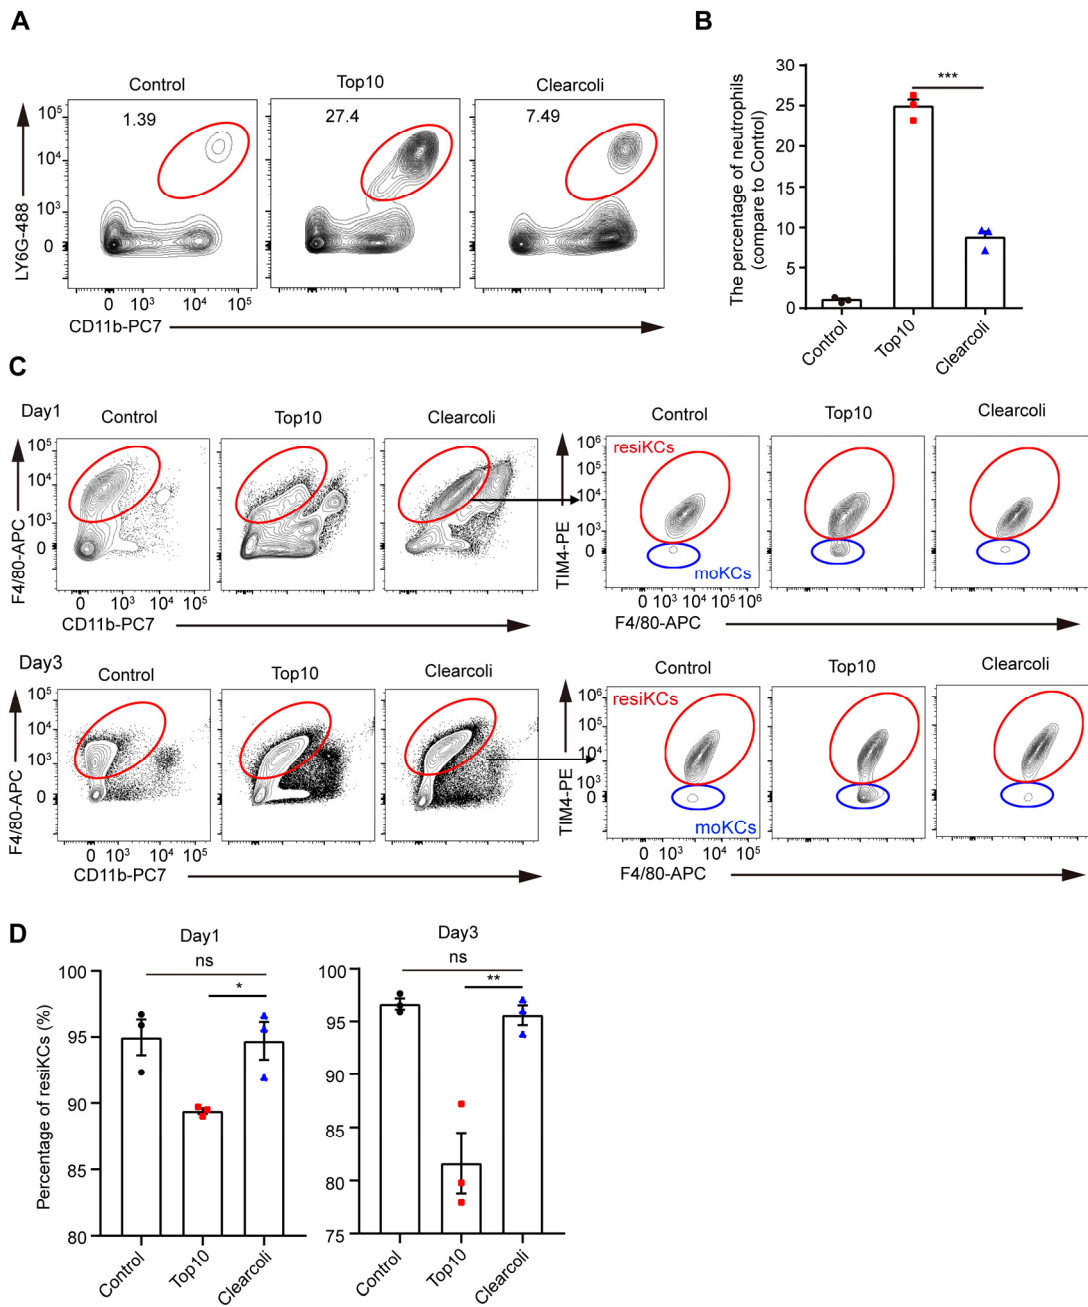 A
Control
Top10
Clearcoli
1.39
27.4
7.49
10⁵
10⁴
10³
0
LY6G-488
0 10³ 10⁴ 10⁵
CD11b-PC7
B
The percentage of neutrophils
(compare to Control)
30
25
20
15
10
5
0
***
Control
Top10
Clearcoli
C
Day1
Control
Top10
Clearcoli
10⁵
10⁴
10³
0
F4/80-APC
0 10³ 10⁴ 10⁵
CD11b-PC7
Control
Top10
Clearcoli
10⁶
10⁵
10⁴
10³
0
TIM4-PE
resiKCs
moKCs
0 10³ 10⁴ 10⁵ 10⁶
F4/80-APC
Day3
Control
Top10
Clearcoli
10⁵
10⁴
10³
0
F4/80-APC
0 10³ 10⁴ 10⁵
CD11b-PC7
Control
Top10
Clearcoli
10⁶
10⁵
10⁴
10³
0
TIM4-PE
resiKCs
moKCs
0 10³ 10⁴ 10⁵ 10⁶
F4/80-APC
D
Day1
ns
*
Percentage of resiKCs (%)
100
95
90
85
80
Control
Top10
Clearcoli
Day3
ns
**
100
95
90
85
80
75
Control
Top10
Clearcoli